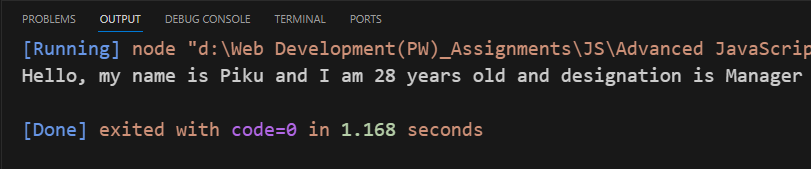 PROBLEMS OUTPUT DEBUG CONSOLE TERMINAL PORTS
[Running] node "d:\Web Development(PW)_Assignments\JS\Advanced JavaScrip
Hello, my name is Piku and I am 28 years old and designation is Manager
[Done] exited with code=0 in 1.168 seconds